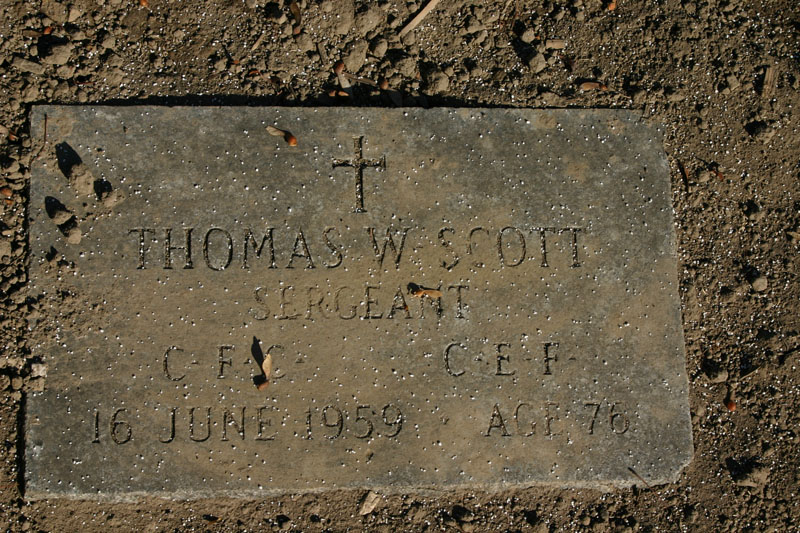 THOMAS W. SCOTT
SERGEANT
C·F·C· C·E·F·
16 JUNE 1959 · AGE 76